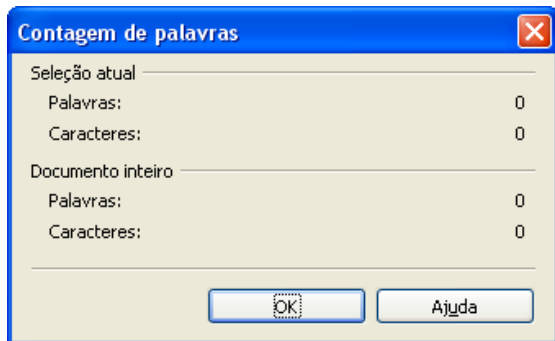 Contagem de palavras
Seleção atual
Palavras: 0
Caracteres: 0
Documento inteiro
Palavras: 0
Caracteres: 0
OK Ajuda